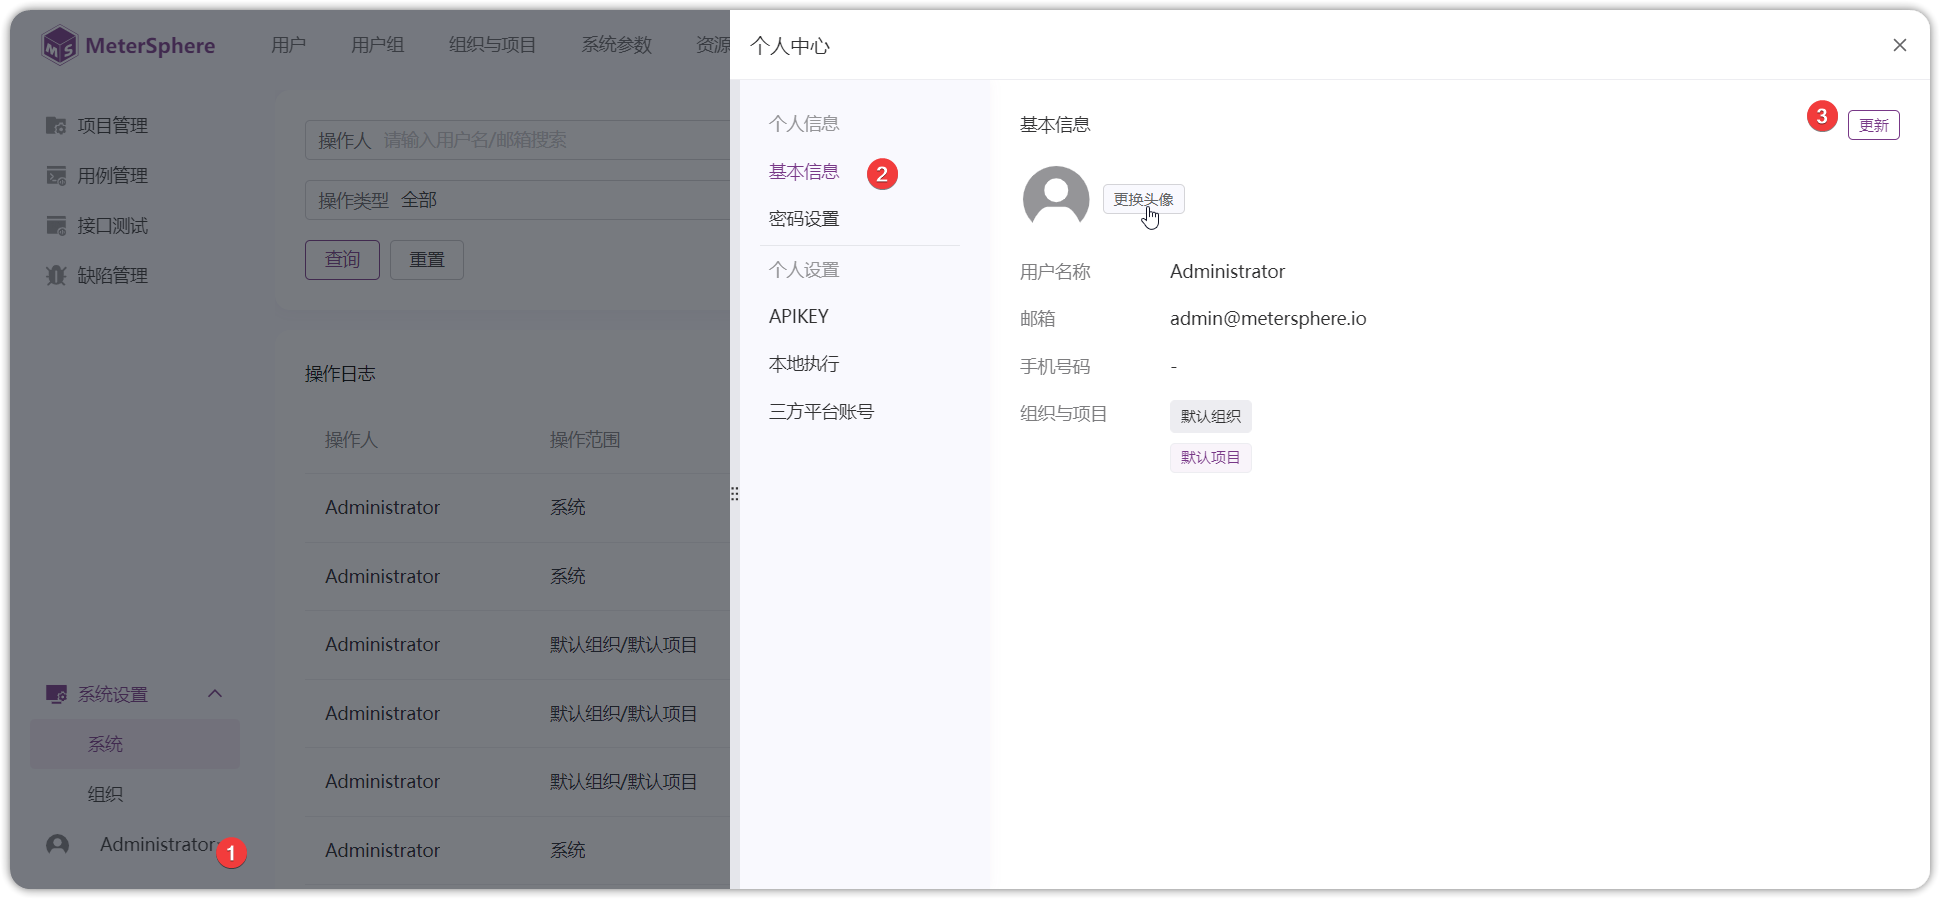 MeterSphere
用户
用户组
组织与项目
系统参数
资源
项目管理
用例管理
接口测试
缺陷管理
系统设置
系统
组织
Administrator
1
操作人 请输入用户名/邮箱搜索
操作类型 全部
查询 重置
操作日志
操作人 操作范围
Administrator 系统
Administrator 系统
Administrator 默认组织/默认项目
Administrator 默认组织/默认项目
Administrator 默认组织/默认项目
Administrator 系统
个人中心
个人信息
基本信息
2
密码设置
个人设置
APIKEY
本地执行
三方平台账号
基本信息
3
更新
更换头像
用户名称 Administrator
邮箱 admin@metersphere.io
手机号码 -
组织与项目 默认组织
默认项目